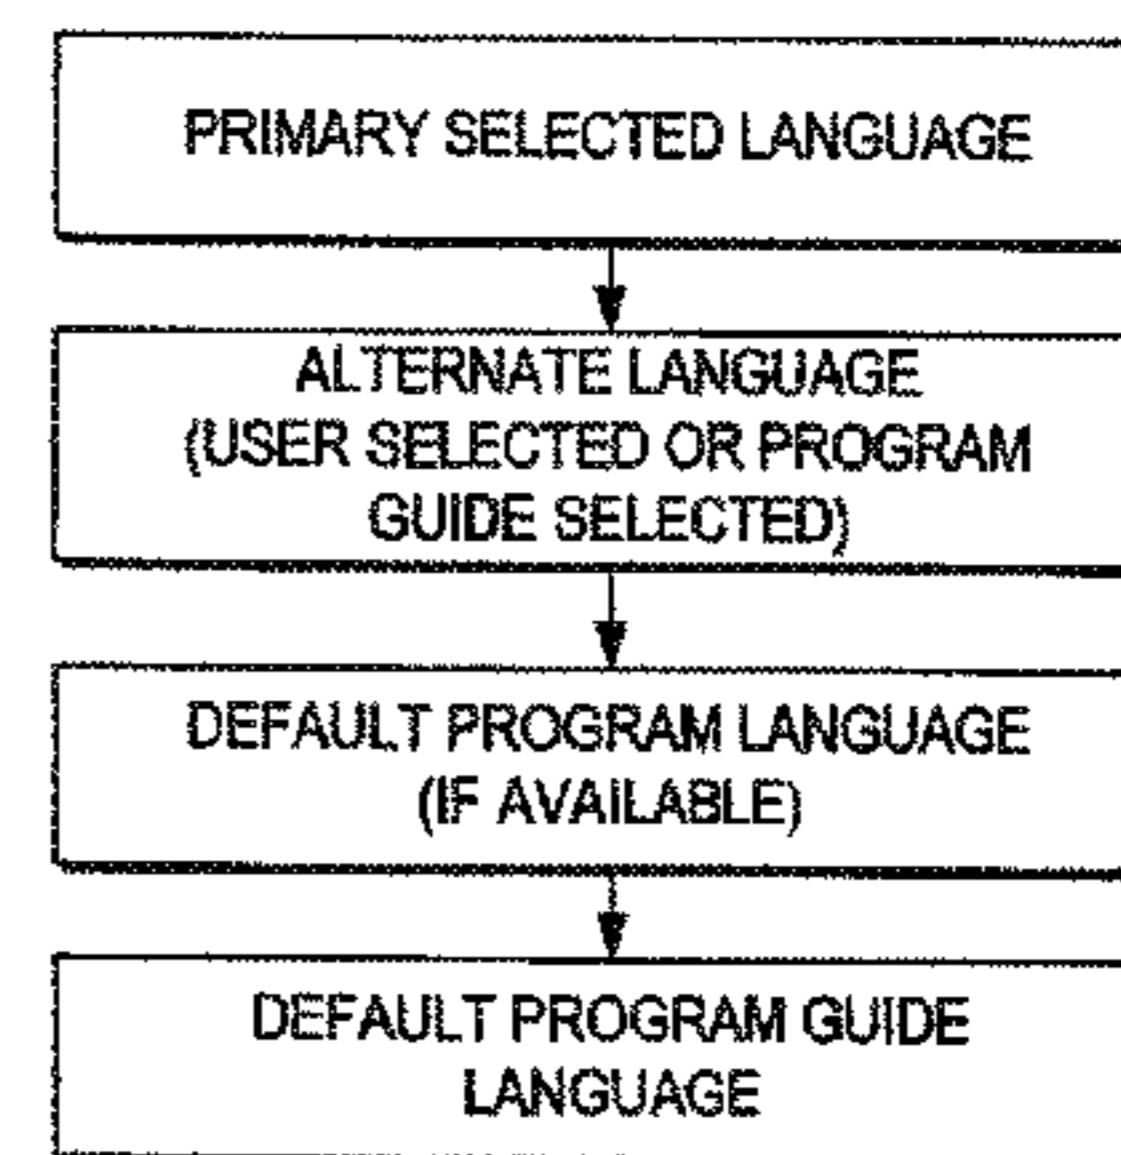 PRIMARY SELECTED LANGUAGE
ALTERNATE LANGUAGE
(USER SELECTED OR PROGRAM
GUIDE SELECTED)
DEFAULT PROGRAM LANGUAGE
(IF AVAILABLE)
DEFAULT PROGRAM GUIDE
LANGUAGE